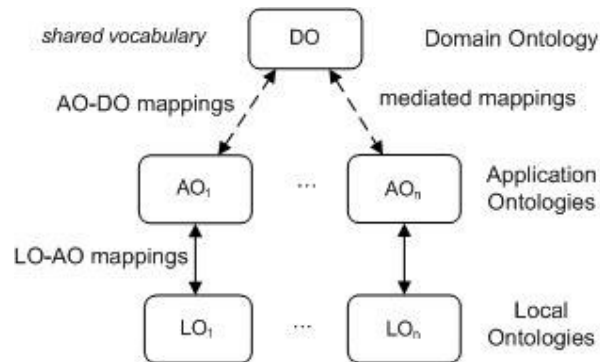 shared vocabulary DO Domain Ontology
AO-DO mappings mediated mappings
AO₁ ... AOₙ Application
Ontologies
LO-AO mappings
LO₁ ... LOₙ Local
Ontologies